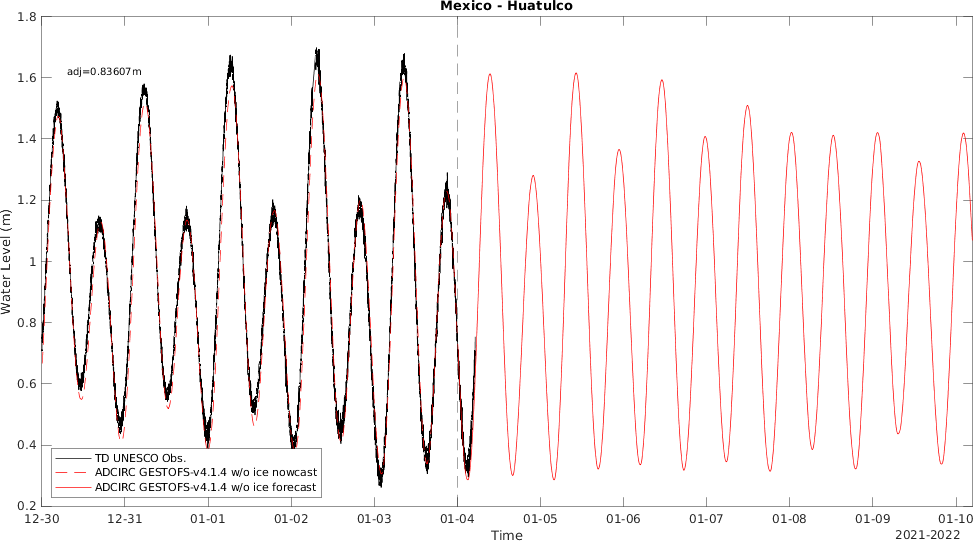 Mexico - Huatulco
adj=0.83607m
1.8
1.6
1.4
1.2
1
0.8
0.6
0.4
0.2
Water Level (m)
TD UNESCO Obs.
ADCIRC GESTOFS-v4.1.4 w/o ice nowcast
ADCIRC GESTOFS-v4.1.4 w/o ice forecast
12-30 12-31 01-01 01-02 01-03 01-04 01-05 01-06 01-07 01-08 01-09 01-10
Time
2021-2022